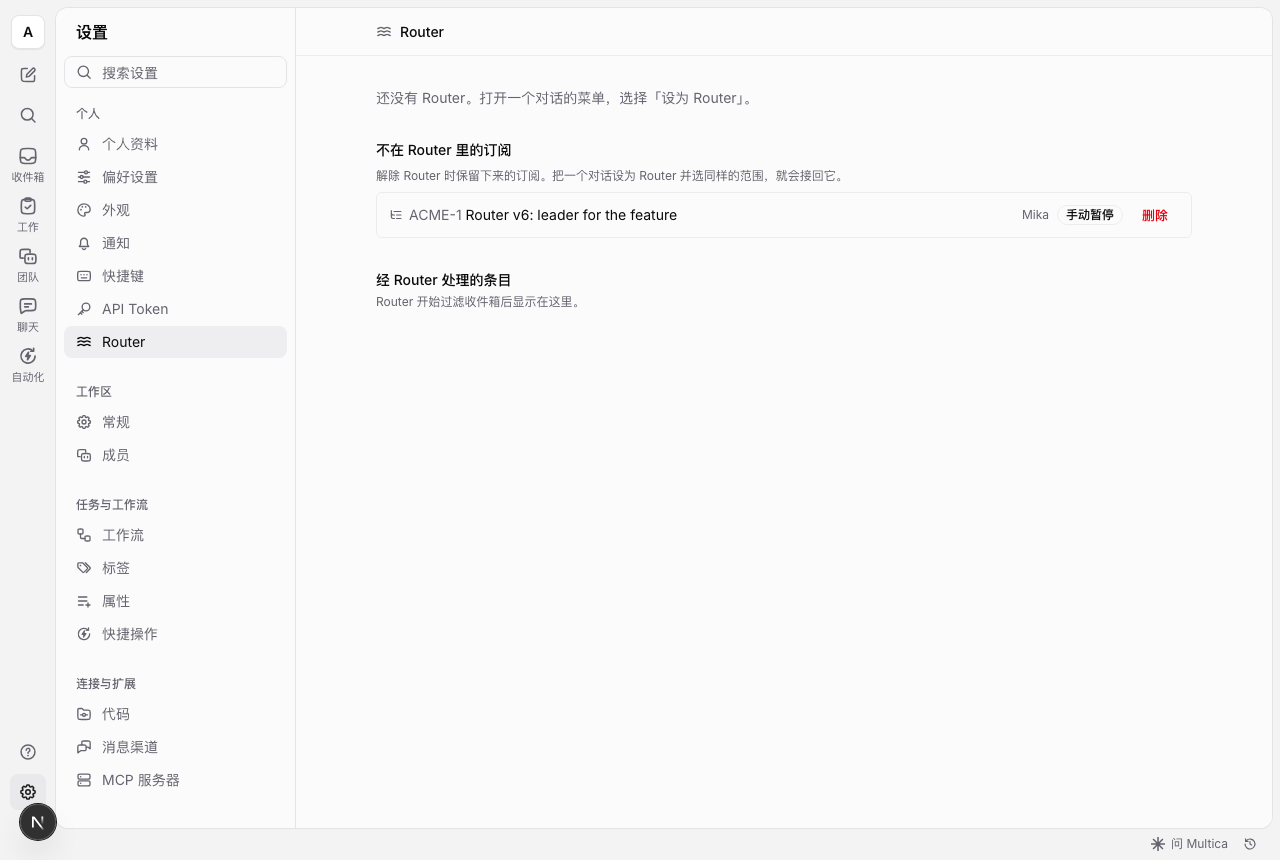 A
收件箱
工作
团队
聊天
自动化
N
设置
搜索设置
个人
个人资料
偏好设置
外观
通知
快捷键
API Token
Router
工作区
常规
成员
任务与工作流
工作流
标签
属性
快捷操作
连接与扩展
代码
消息渠道
MCP 服务器
Router
还没有 Router。打开一个对话的菜单，选择「设为 Router」。
不在 Router 里的订阅
解除 Router 时保留下来的订阅。把一个对话设为 Router 并选同样的范围，就会接回它。
ACME-1 Router v6: leader for the feature Mika 手动暂停 删除
经 Router 处理的条目
Router 开始过滤收件箱后显示在这里。
问 Multica